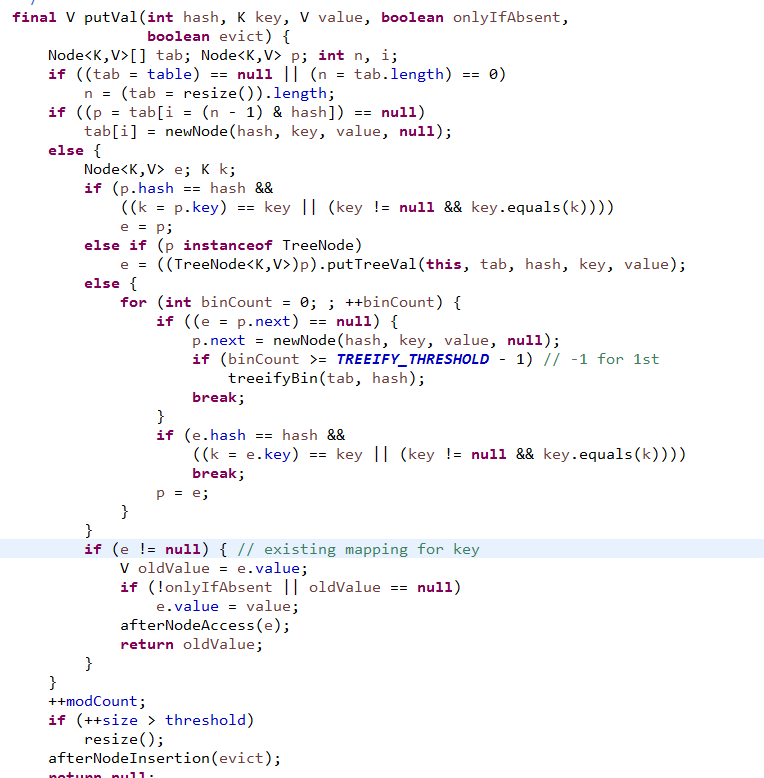 final V putVal(int hash, K key, V value, boolean onlyIfAbsent,
               boolean evict) {
    Node<K,V>[] tab; Node<K,V> p; int n, i;
    if ((tab = table) == null || (n = tab.length) == 0)
        n = (tab = resize()).length;
    if ((p = tab[i = (n - 1) & hash]) == null)
        tab[i] = newNode(hash, key, value, null);
    else {
        Node<K,V> e; K k;
        if (p.hash == hash &&
            ((k = p.key) == key || (key != null && key.equals(k))))
            e = p;
        else if (p instanceof TreeNode)
            e = ((TreeNode<K,V>)p).putTreeVal(this, tab, hash, key, value);
        else {
            for (int binCount = 0; ; ++binCount) {
                if ((e = p.next) == null) {
                    p.next = newNode(hash, key, value, null);
                    if (binCount >= TREEIFY_THRESHOLD - 1) // -1 for 1st
                        treeifyBin(tab, hash);
                    break;
                }
                if (e.hash == hash &&
                    ((k = e.key) == key || (key != null && key.equals(k))))
                    break;
                p = e;
            }
        }
        if (e != null) { // existing mapping for key
            V oldValue = e.value;
            if (!onlyIfAbsent || oldValue == null)
                e.value = value;
            afterNodeAccess(e);
            return oldValue;
        }
    }
    ++modCount;
    if (++size > threshold)
        resize();
    afterNodeInsertion(evict);
    return null;